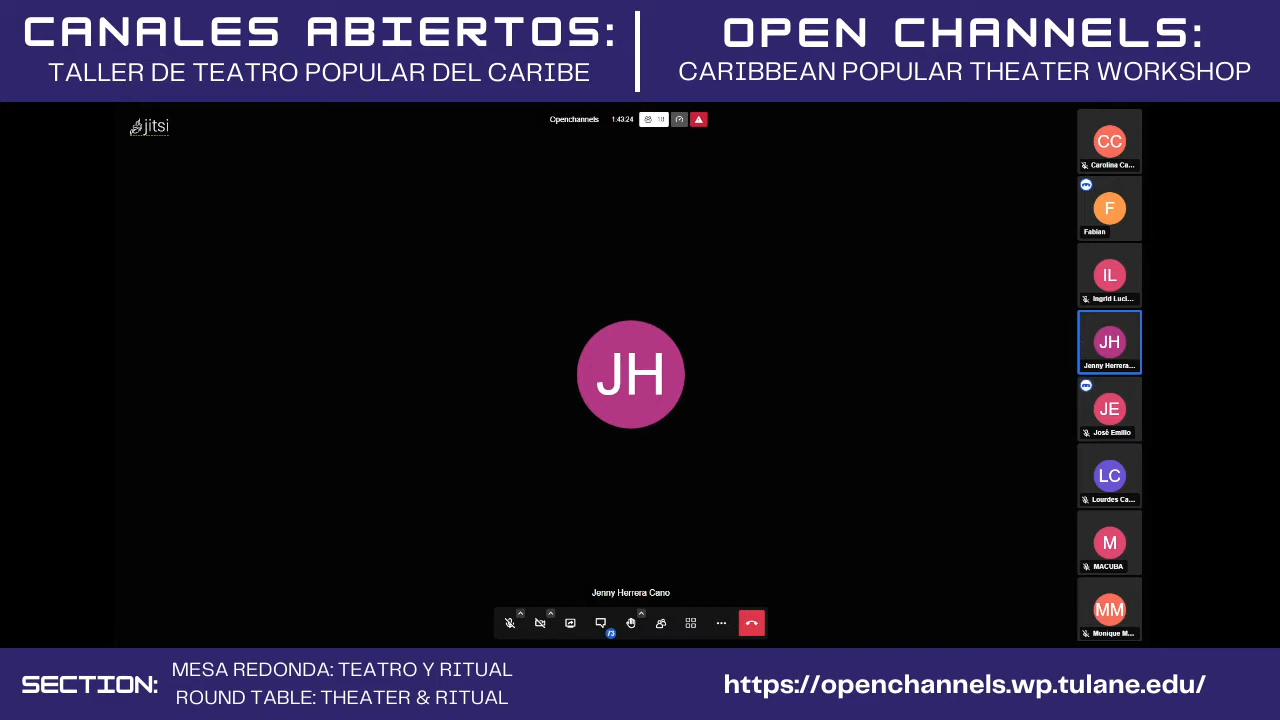 CANALES ABIERTOS:
TALLER DE TEATRO POPULAR DEL CARIBE
OPEN CHANNELS:
CARIBBEAN POPULAR THEATER WORKSHOP
jitsi
Openchannels 1:43:24 18
CC
Carolina Ca...
F
Fabian
IL
Ingrid Luci...
JH
Jenny Herrera...
JH
JE
José Emilio
LC
Lourdes Ca...
M
MACUBA
MM
Monique M...
Jenny Herrera Cano
73
SECTION:
MESA REDONDA: TEATRO Y RITUAL
ROUND TABLE: THEATER & RITUAL
https://openchannels.wp.tulane.edu/